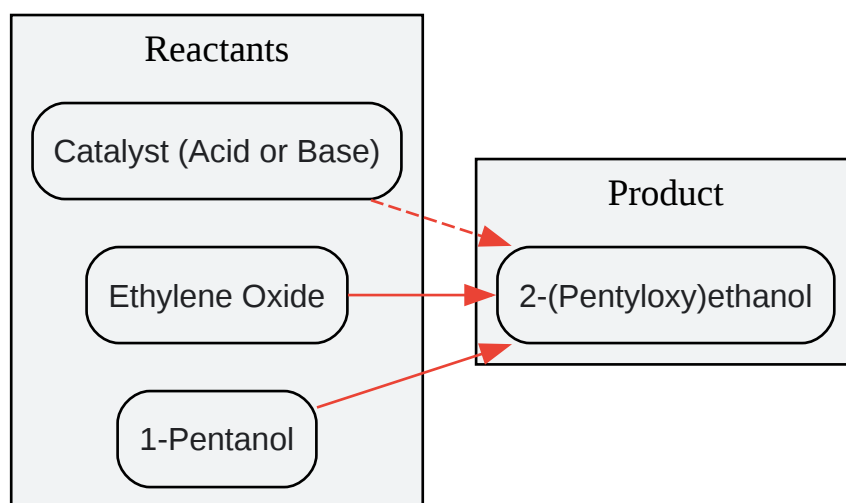 Reactants
Catalyst (Acid or Base)
Ethylene Oxide
1-Pentanol
Product
2-(Pentyloxy)ethanol